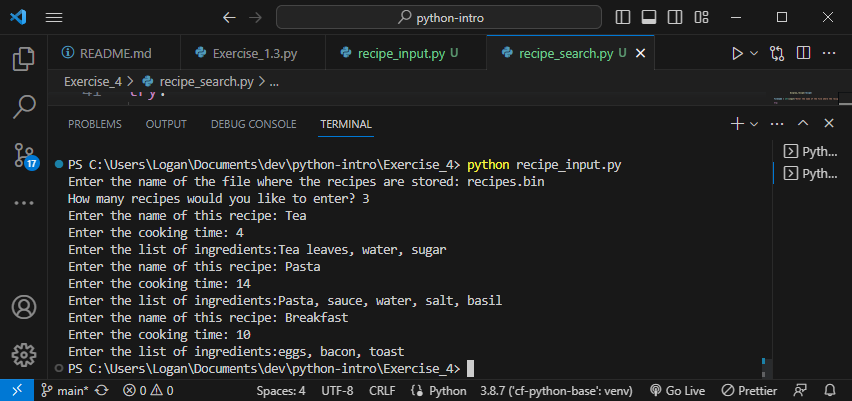 python-intro
README.md
Exercise_1.3.py
recipe_input.py U
recipe_search.py U
Exercise_4 > recipe_search.py > ...
41 try:
PROBLEMS OUTPUT DEBUG CONSOLE TERMINAL
PS C:\Users\Logan\Documents\dev\python-intro\Exercise_4> python recipe_input.py
Enter the name of the file where the recipes are stored: recipes.bin
How many recipes would you like to enter? 3
Enter the name of this recipe: Tea
Enter the cooking time: 4
Enter the list of ingredients:Tea leaves, water, sugar
Enter the name of this recipe: Pasta
Enter the cooking time: 14
Enter the list of ingredients:Pasta, sauce, water, salt, basil
Enter the name of this recipe: Breakfast
Enter the cooking time: 10
Enter the list of ingredients:eggs, bacon, toast
PS C:\Users\Logan\Documents\dev\python-intro\Exercise_4>
Pyth...
Pyth...
17
main* 0 0 Spaces: 4 UTF-8 CRLF Python 3.8.7 ('cf-python-base': venv) Go Live Prettier